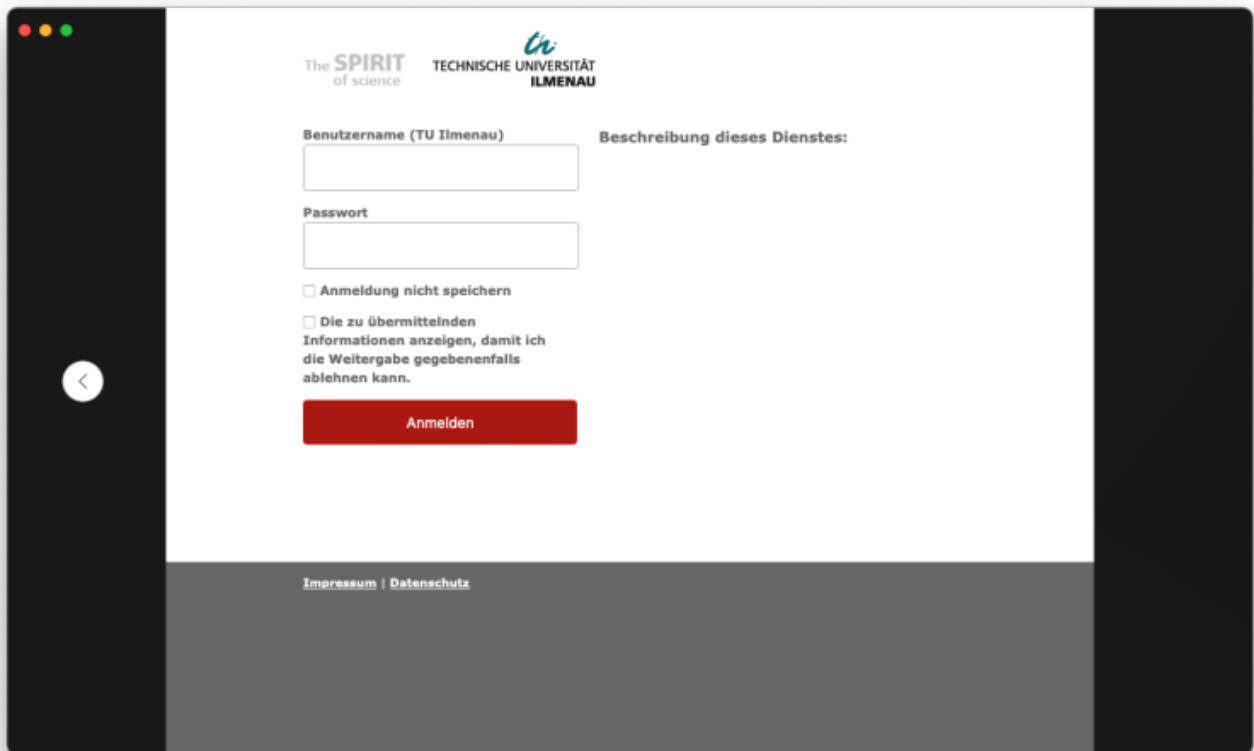 The SPIRIT
of science
TECHNISCHE UNIVERSITÄT
ILMENAU
Benutzername (TU Ilmenau)
Passwort
Anmeldung nicht speichern
Die zu übermittelnden
Informationen anzeigen, damit ich
die Weitergabe gegebenenfalls
ablehnen kann.
Anmelden
Beschreibung dieses Dienstes:
Impressum | Datenschutz